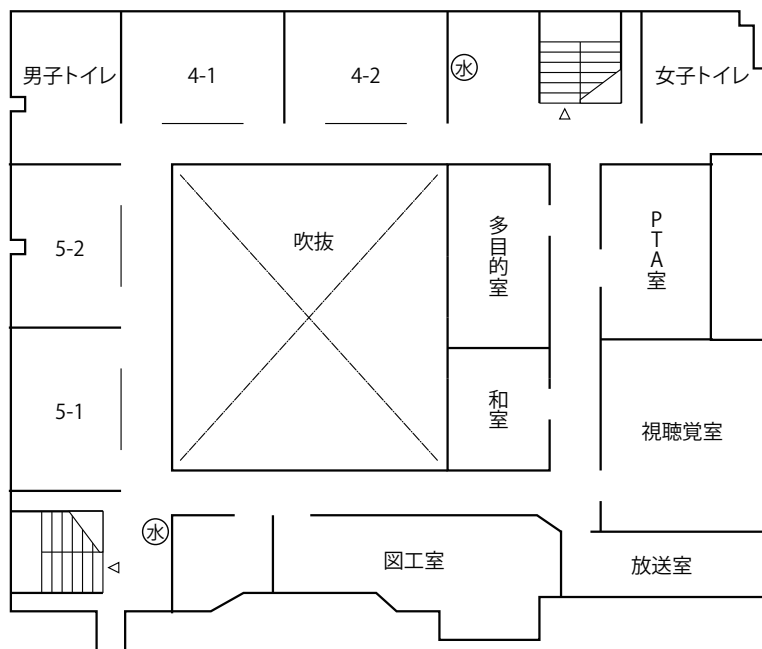 男子トイレ
4-1
4-2
水
女子トイレ
5-2
吹抜
多目的室
PTA室
5-1
和室
視聴覚室
水
図工室
放送室